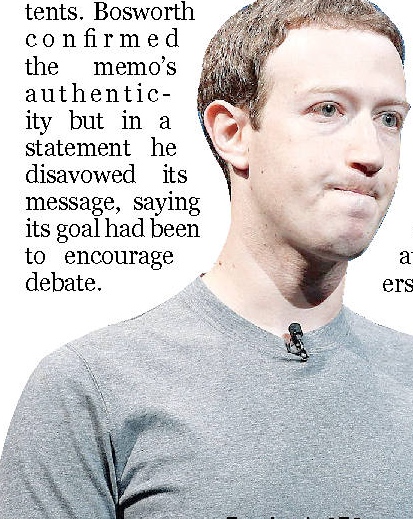 tents. Bosworth
confirmed
the memo's
authentic-
ity but in a
statement he
disavowed its
message, saying
its goal had been
to encourage
debate.
a
ers